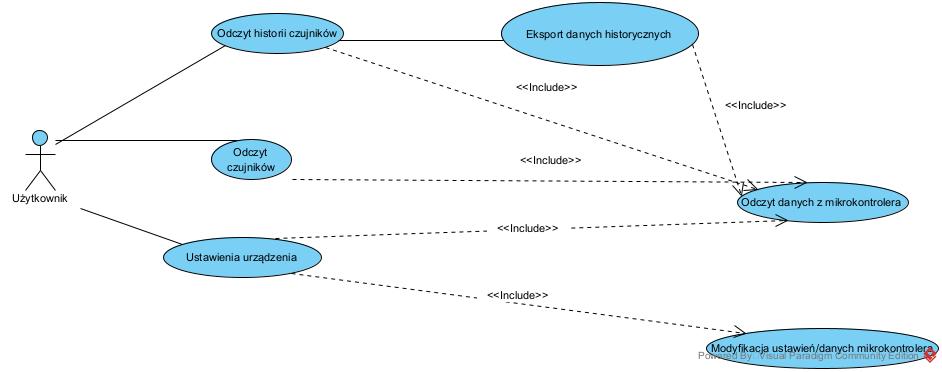 Odczyt historii czujników
Eksport danych historycznych
<<Include>>
<<Include>>
Odczyt
czujników
<<Include>>
Użytkownik
Odczyt danych z mikrokontrolera
<<Include>>
Ustawienia urządzenia
<<Include>>
Modyfikacja ustawień/danych mikrokontrolera
Powered By Visual Paradigm Community Edition